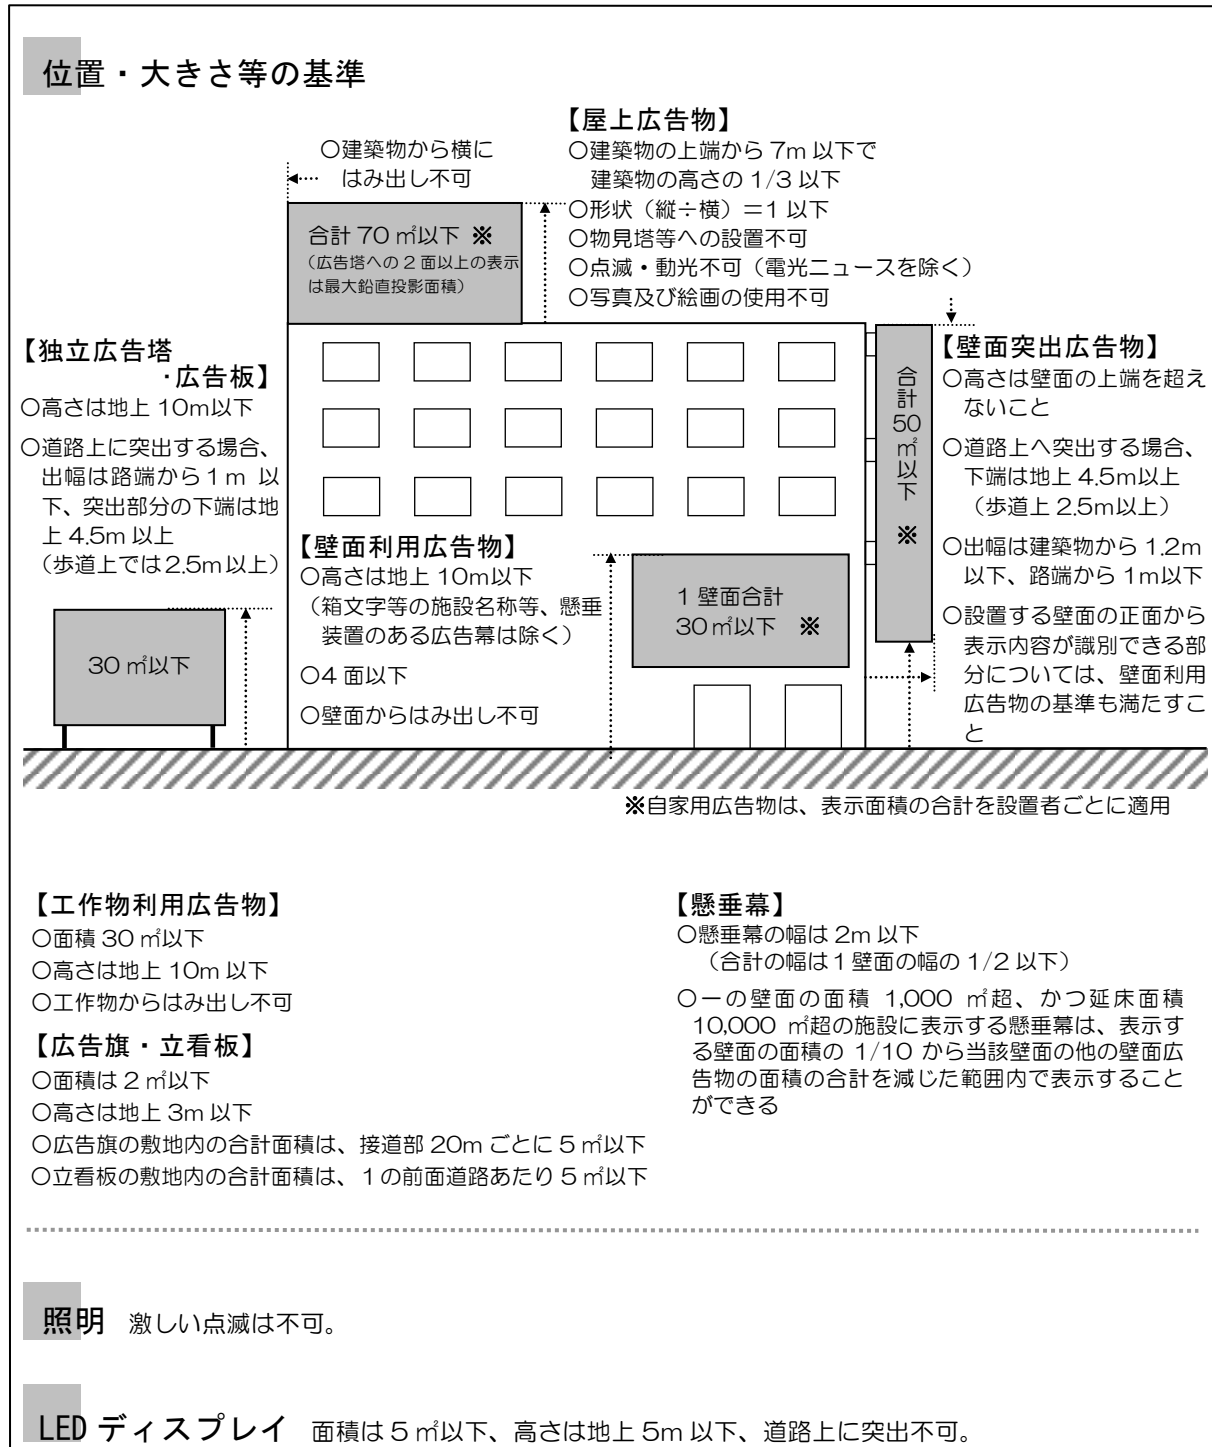 位置・大きさ等の基準
○建築物から横に
はみ出し不可
合計 70 ㎡以下 ※
(広告塔への 2 面以上の表示
は最大鉛直投影面積)
【屋上広告物】
○建築物の上端から 7m 以下で
建築物の高さの 1/3 以下
○形状(縦÷横)=1 以下
○物見塔等への設置不可
○点滅・動光不可(電光ニュースを除く)
○写真及び絵画の使用不可
【独立広告塔
・広告板】
○高さは地上 10m以下
○道路上に突出する場合、
出幅は路端から1m 以
下、突出部分の下端は地
上 4.5m 以上
(歩道上では2.5m以上)
30 ㎡以下
【壁面利用広告物】
○高さは地上 10m以下
(箱文字等の施設名称等、懸垂
装置のある広告幕は除く)
○4 面以下
○壁面からはみ出し不可
1 壁面合計
30 ㎡以下 ※
合計 50 ㎡以下 ※
【壁面突出広告物】
○高さは壁面の上端を超え
ないこと
○道路上へ突出する場合、
下端は地上 4.5m以上
(歩道上 2.5m以上)
○出幅は建築物から 1.2m
以下、路端から 1m以下
○設置する壁面の正面から
表示内容が識別できる部
分については、壁面利用
広告物の基準も満たすこ
と
※自家用広告物は、表示面積の合計を設置者ごとに適用
【工作物利用広告物】
○面積 30 ㎡以下
○高さは地上 10m 以下
○工作物からはみ出し不可
【広告旗・立看板】
○面積は 2 ㎡以下
○高さは地上 3m 以下
○広告旗の敷地内の合計面積は、接道部 20m ごとに 5 ㎡以下
○立看板の敷地内の合計面積は、1 の前面道路あたり 5 ㎡以下
【懸垂幕】
○懸垂幕の幅は 2m 以下
(合計の幅は1壁面の幅の 1/2 以下)
○一の壁面の面積 1,000 ㎡超、かつ延床面積
10,000 ㎡超の施設に表示する懸垂幕は、表示す
る壁面の面積の 1/10 から当該壁面の他の壁面広
告物の面積の合計を減じた範囲内で表示すること
ができる
照明 激しい点滅は不可。
LED ディスプレイ 面積は 5 ㎡以下、高さは地上 5m 以下、道路上に突出不可。